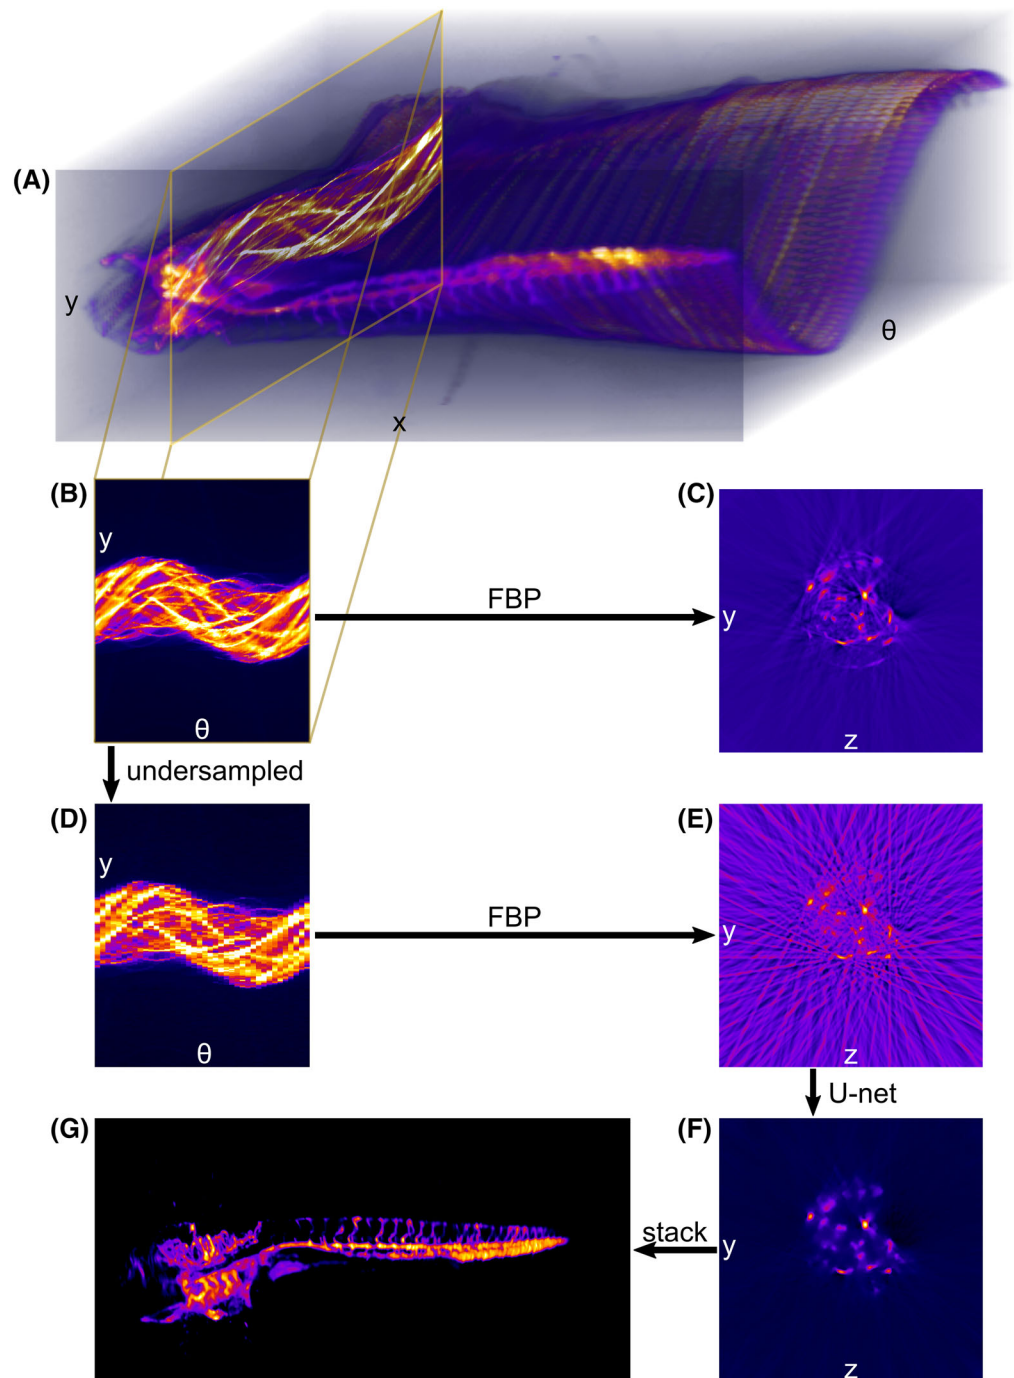 (A)
y
θ
x
(B)
y
θ
FBP
(C)
y
z
undersampled
(D)
y
θ
FBP
(E)
y
z
U-net
(G)
stack
(F)
y
z